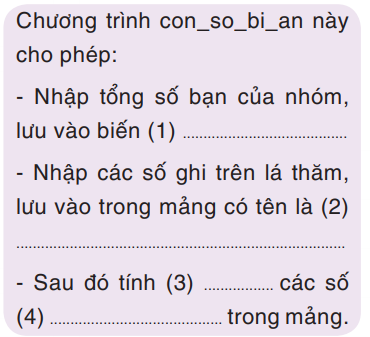 Chương trình con_so_bi_an này
cho phép:
- Nhập tổng số bạn của nhóm,
lưu vào biến (1) ....................................
- Nhập các số ghi trên lá thăm,
lưu vào trong mảng có tên là (2)
................................................................................
- Sau đó tính (3) ................. các số
(4) .......................................... trong mảng.